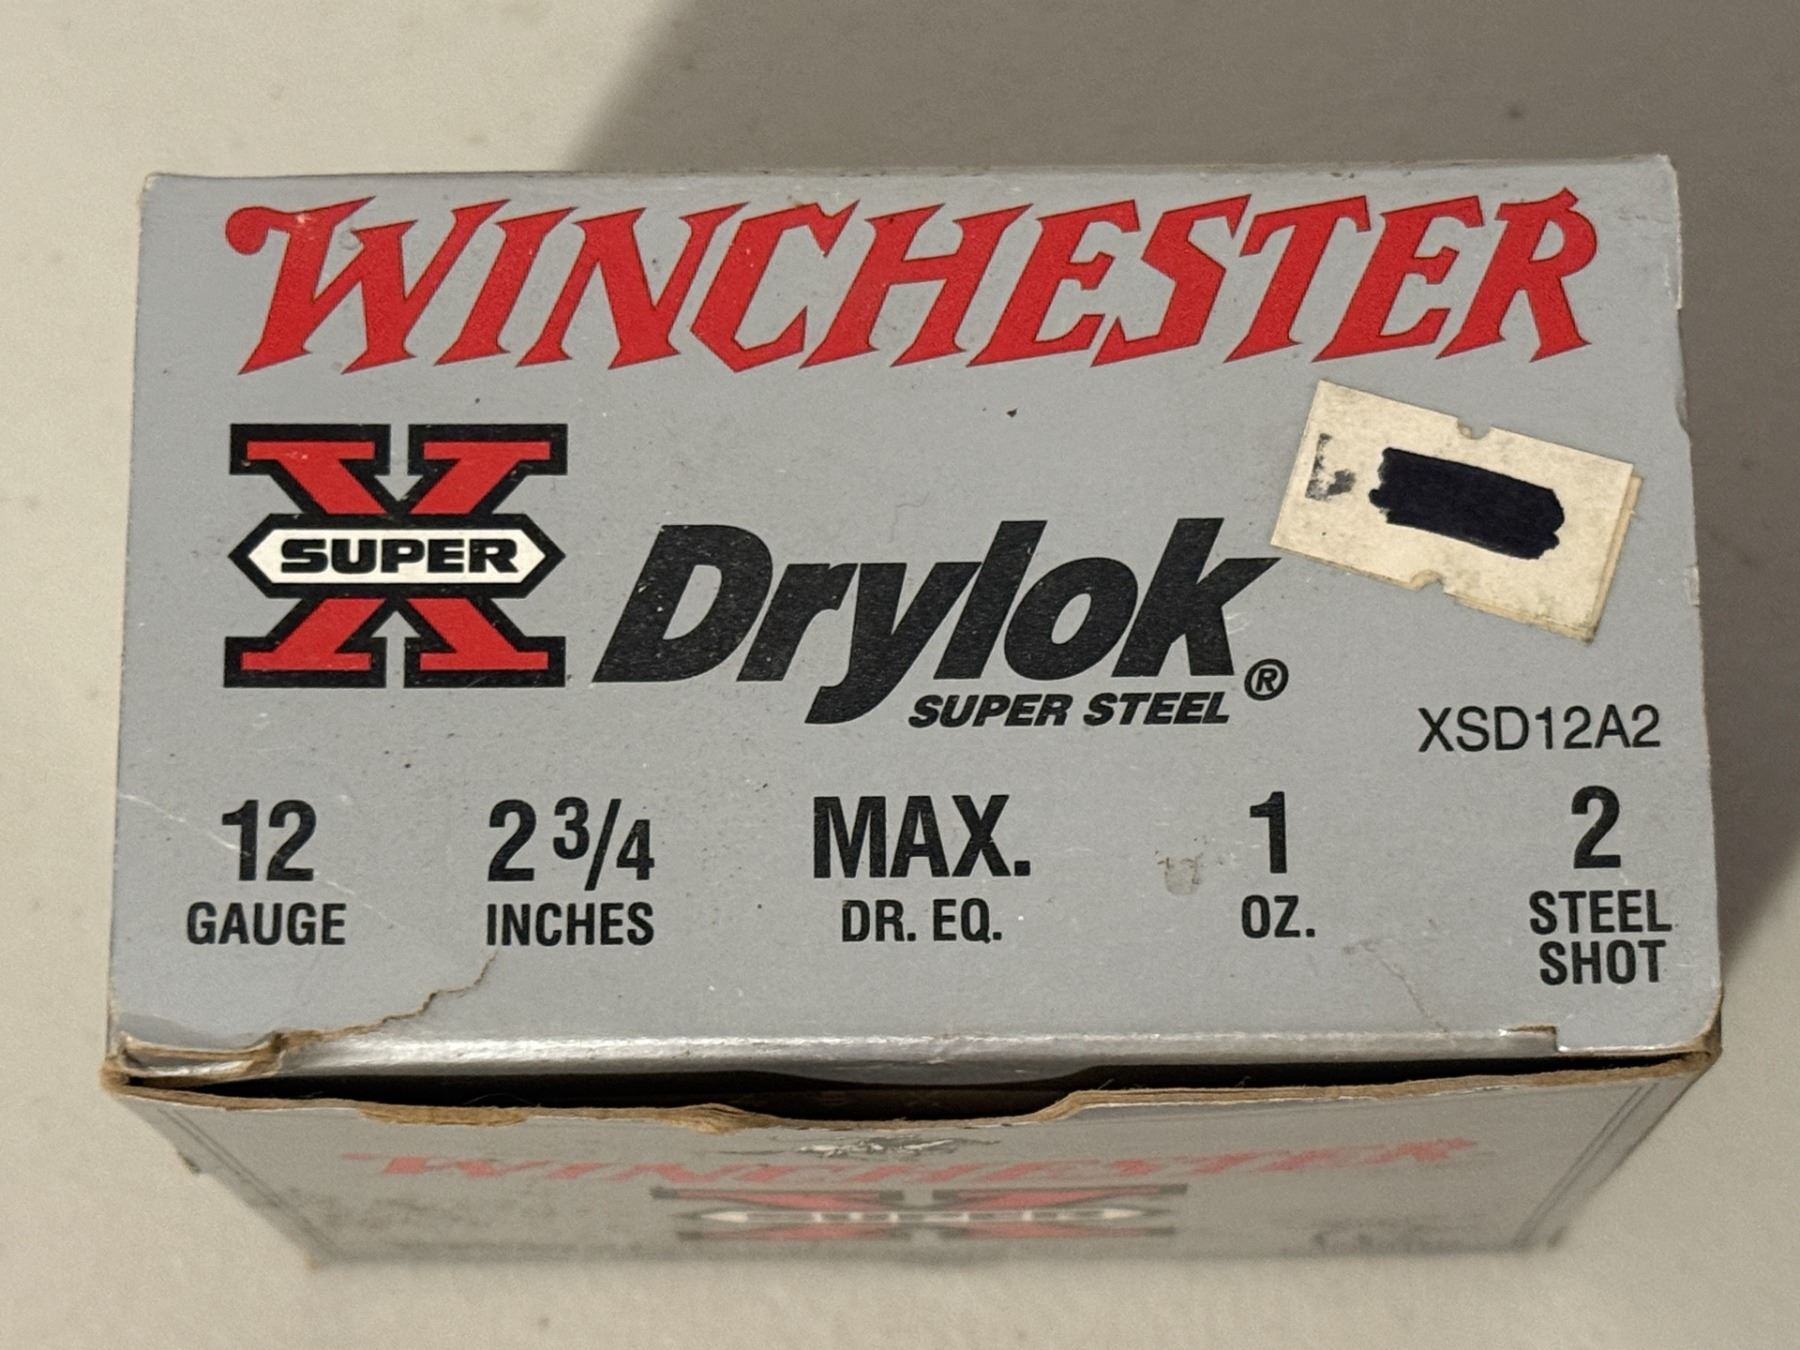 WINCHESTER
SUPER X
Drylok®
SUPER STEEL
XSD12A2
12 2 3/4 MAX. 1 2
GAUGE INCHES DR. EQ. OZ. STEEL
SHOT
WINCHESTER
SUPER X